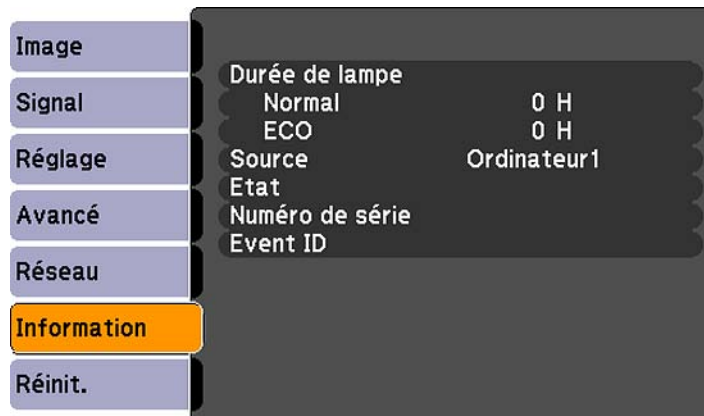 Image
Signal
Réglage
Avancé
Réseau
Information
Réinit.
Durée de lampe
Normal 0 H
ECO 0 H
Source Ordinateur1
Etat
Numéro de série
Event ID